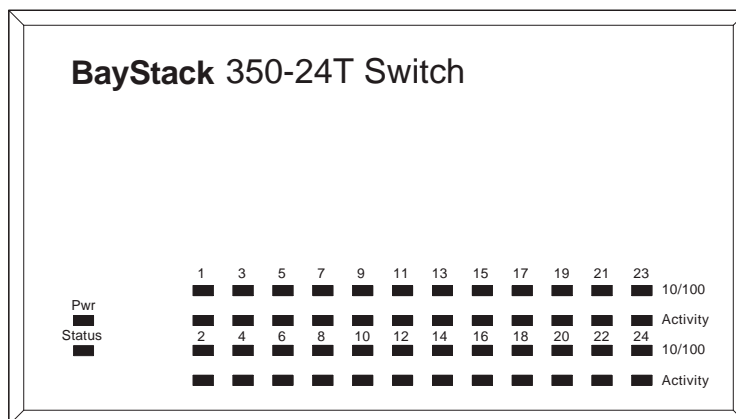 BayStack 350-24T Switch
1 3 5 7 9 11 13 15 17 19 21 23
10/100
Pwr
Activity
Status
2 4 6 8 10 12 14 16 18 20 22 24
10/100
Activity